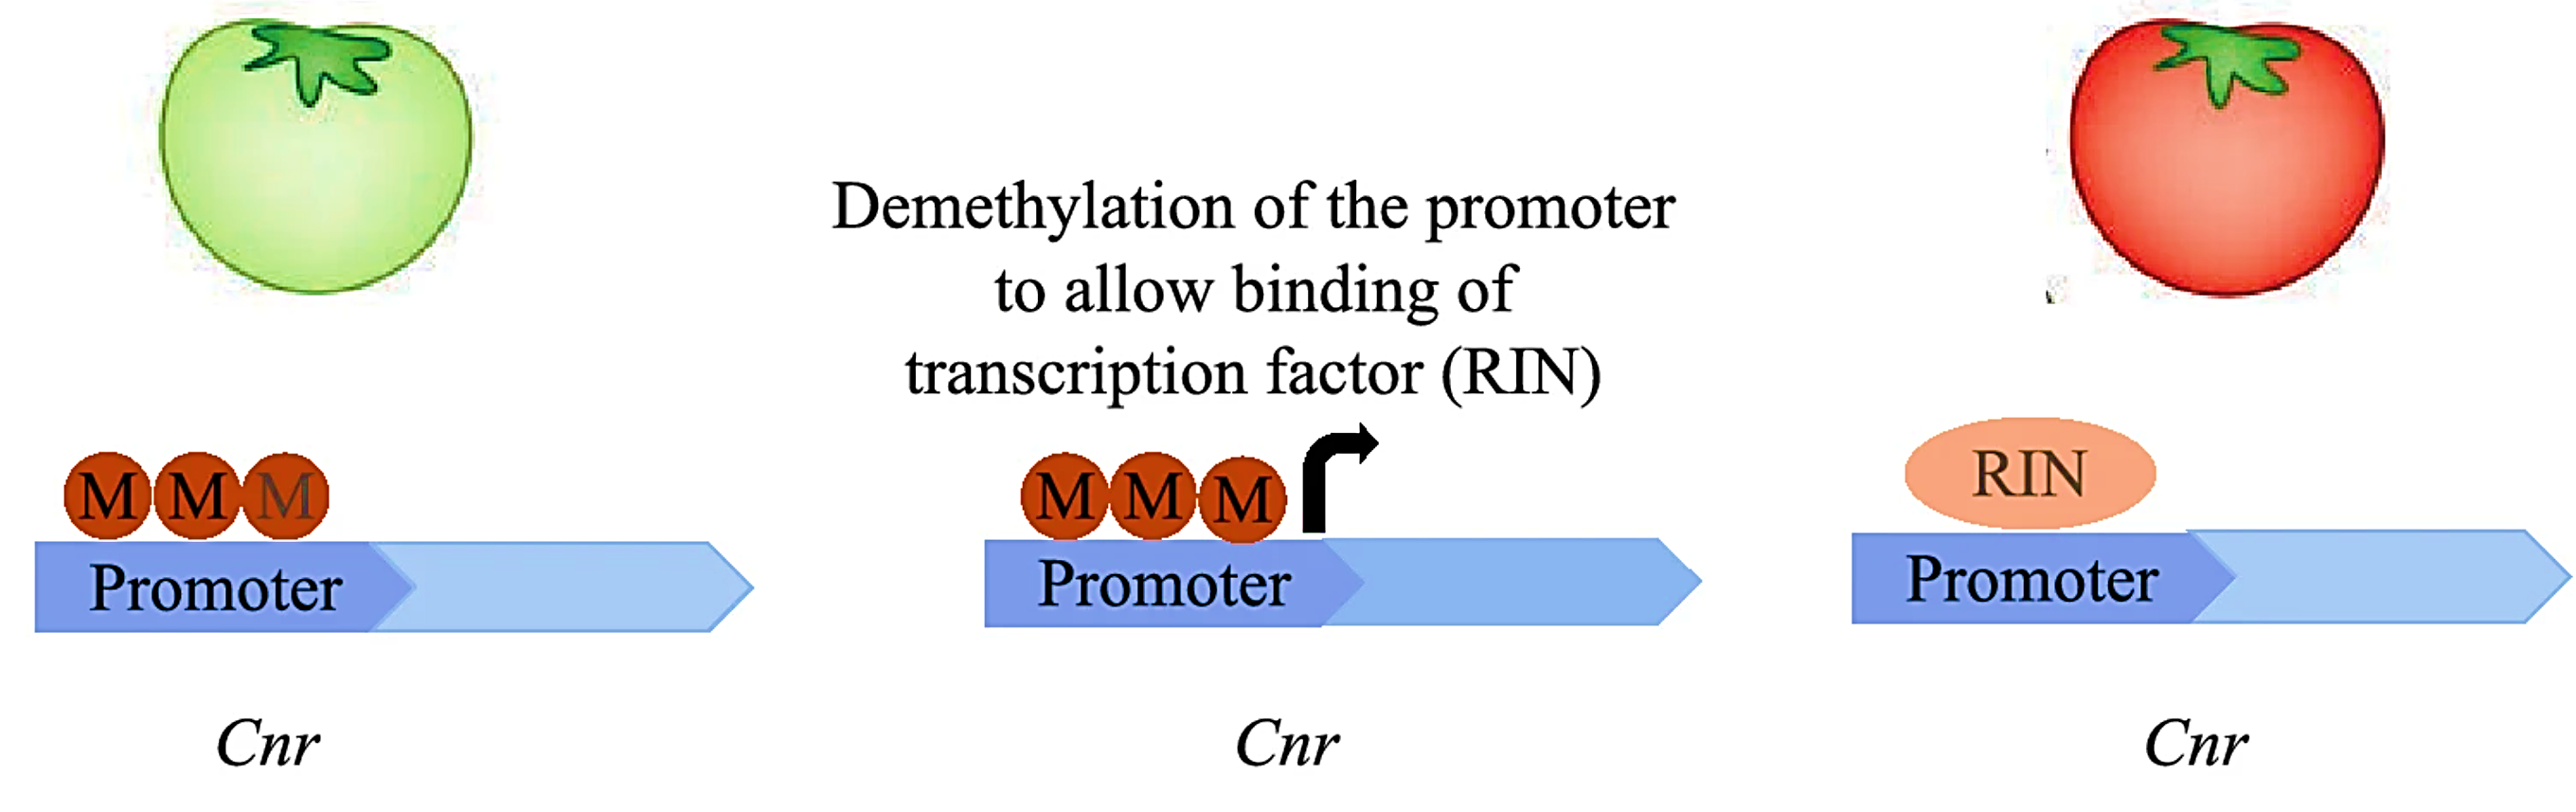 Demethylation of the promoter
to allow binding of
transcription factor (RIN)
M M M
Promoter
Cnr
M M M
Promoter
Cnr
RIN
Promoter
Cnr